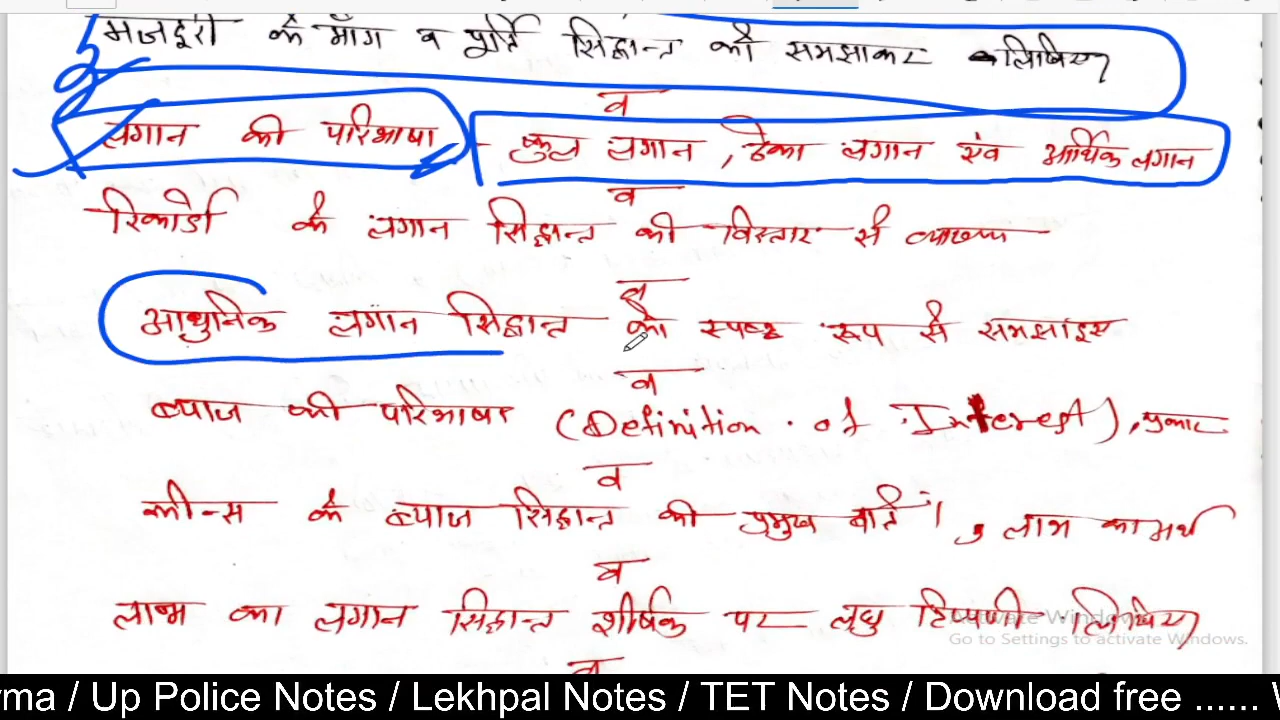 मजदूरी के माँग व पूर्ति सिद्धान्त को समझाकर लिखिए
व
लगान की परिभाषा - कुल लगान, ठेका लगान एवं आर्थिक लगान
व
रिकार्डो के लगान सिद्धान्त की विस्तार से व्याख्या
व
आधुनिक लगान सिद्धान्त को स्पष्ट रूप से समझाइए
व
ब्याज की परिभाषा (Definition of Interest), प्रकार
व
कीन्स के ब्याज सिद्धान्त की प्रमुख बातें। , लाभ का अर्थ
व
लाभ का लगान सिद्धान्त शीर्षक पर लघु टिप्पणी लिखिए
व
Activate Windows
Go to Settings to activate Windows.
yma / Up Police Notes / Lekhpal Notes / TET Notes / Download free ......